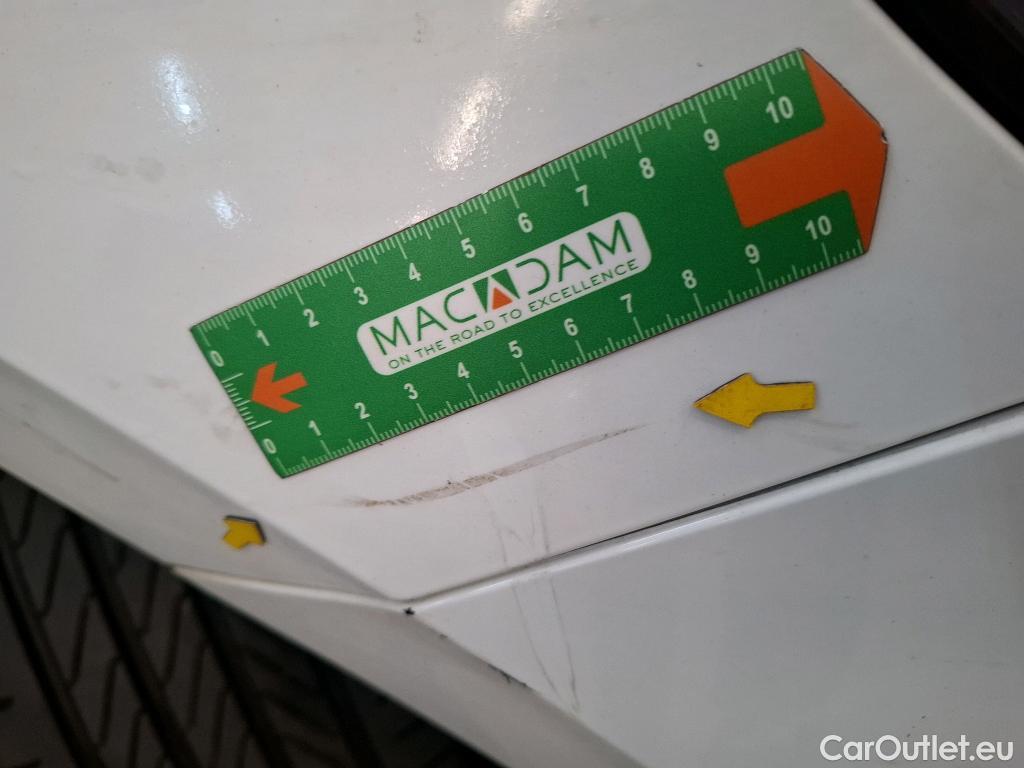 0 1 2 3 4 5 6 7 8 9 10
MACADAM
ON THE ROAD TO EXCELLENCE
0 1 2 3 4 5 6 7 8 9 10
CarOutlet.eu